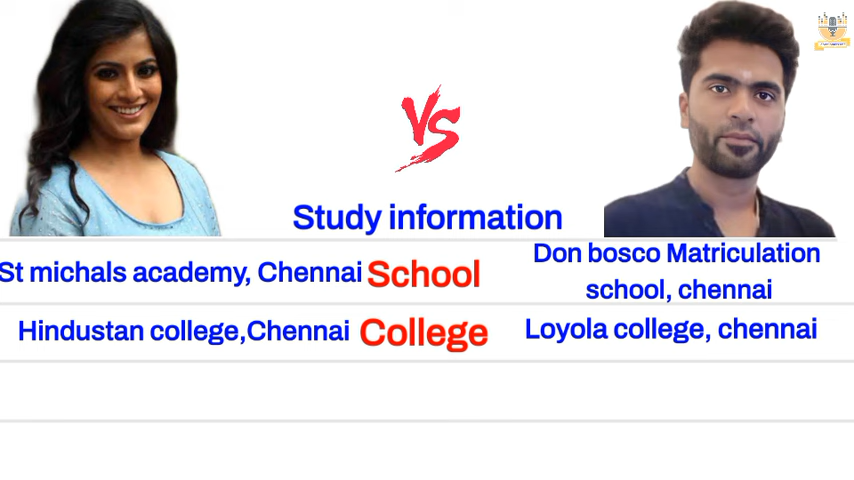 VS
Study information
St michals academy, Chennai School Don bosco Matriculation
school, chennai
Hindustan college,Chennai College Loyola college, chennai